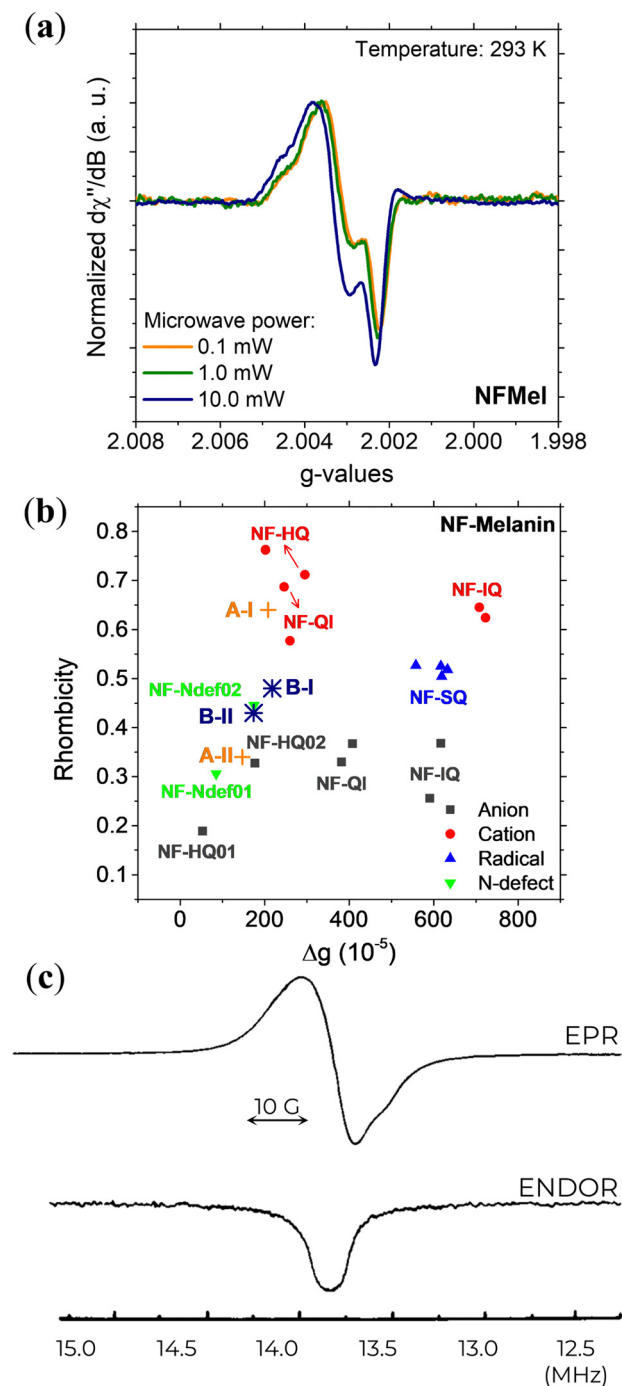 (a)
Temperature: 293 K
Normalized dχ"/dB (a. u.)
Microwave power:
0.1 mW
1.0 mW
10.0 mW
NFMel
2.008 2.006 2.004 2.002 2.000 1.998
g-values
(b)
NF-Melanin
Rhombicity
0.8
0.7
0.6
0.5
0.4
0.3
0.2
0.1
NF-HQ
A-I
NF-QI
NF-IQ
NF-Ndef02
B-I
NF-SQ
B-II
NF-HQ02
A-II
NF-QI
NF-IQ
NF-Ndef01
NF-HQ01
Anion
Cation
Radical
N-defect
0 200 400 600 800
Δg (10⁻⁵)
(c)
EPR
10 G
ENDOR
15.0 14.5 14.0 13.5 13.0 12.5
(MHz)